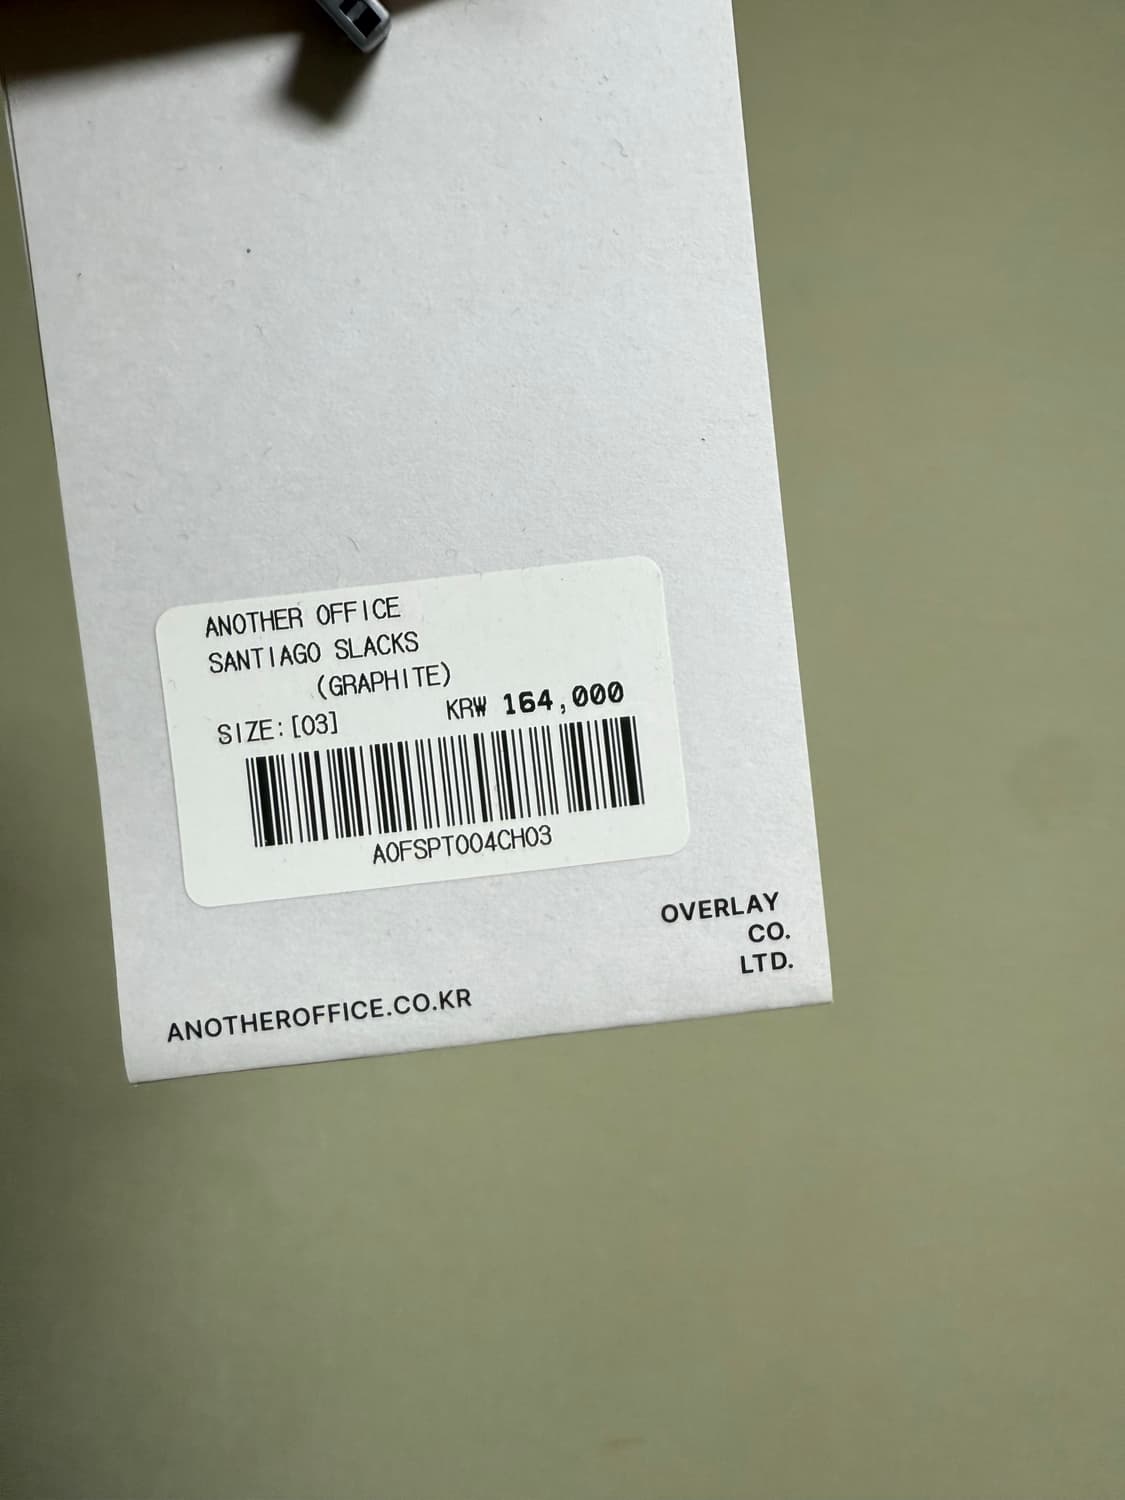 ANOTHER OFFICE
SANTIAGO SLACKS
(GRAPHITE)
SIZE:[03] KRW 164,000
AOFSPT004CH03
OVERLAY
CO.
LTD.
ANOTHEROFFICE.CO.KR